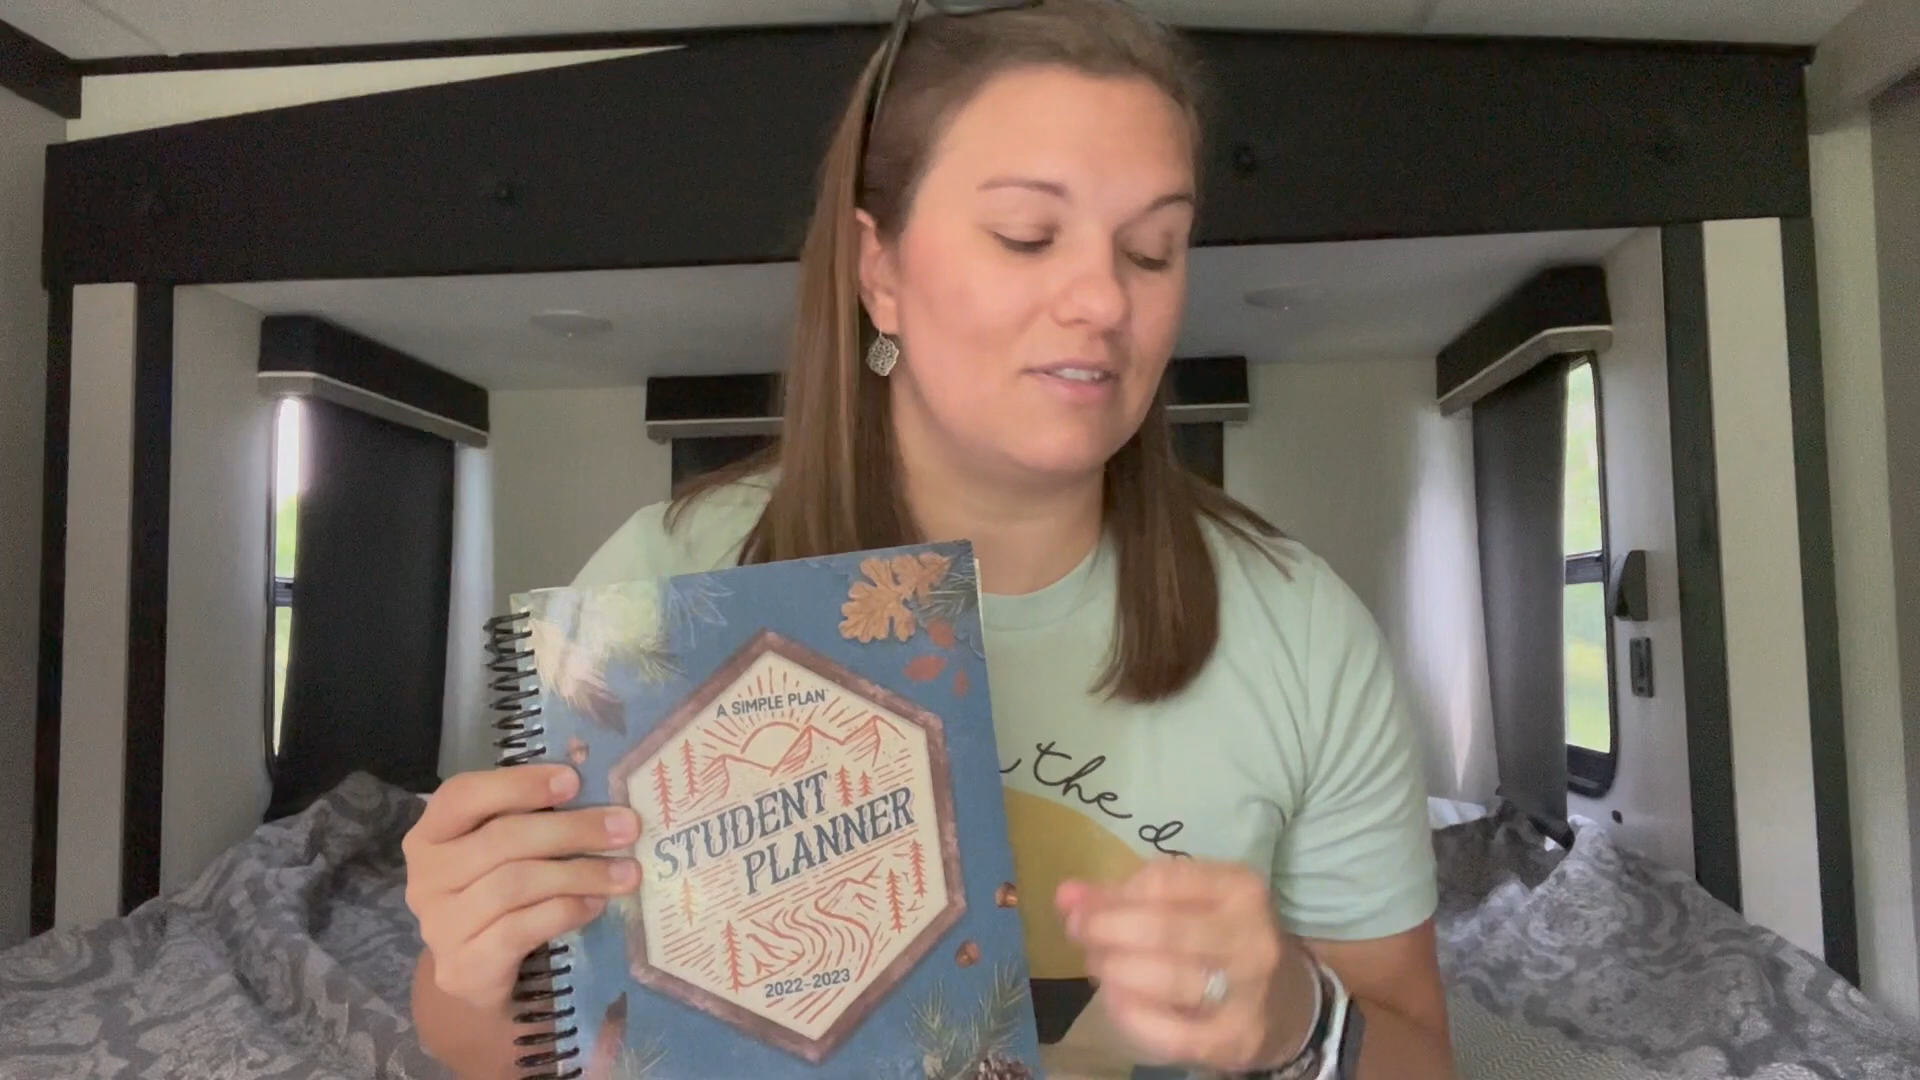 the d
A SIMPLE PLAN
STUDENT
PLANNER
2022-2023